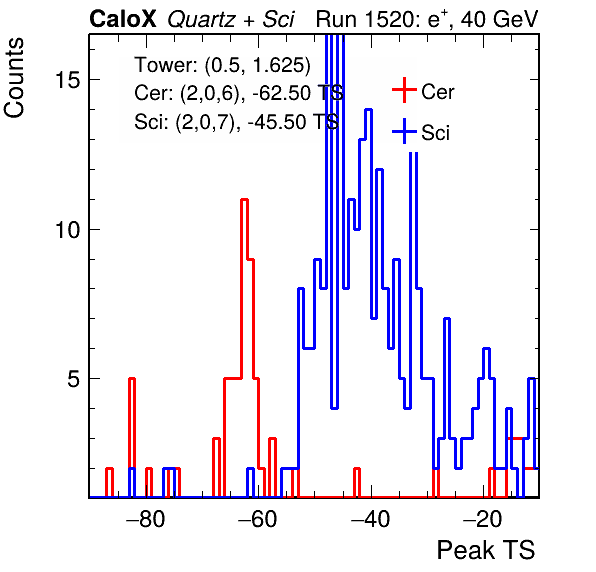 CaloX Quartz + Sci Run 1520: e+, 40 GeV
Counts
Tower: (0.5, 1.625)
Cer: (2,0,6), -62.50 TS
Sci: (2,0,7), -45.50 TS
Cer
Sci
15
10
5
−80 −60 −40 −20
Peak TS